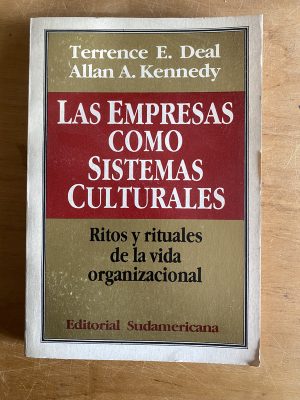 Terrence E. Deal
Allan A. Kennedy
LAS EMPRESAS
COMO
SISTEMAS
CULTURALES
Ritos y rituales
de la vida
organizacional
Editorial Sudamericana